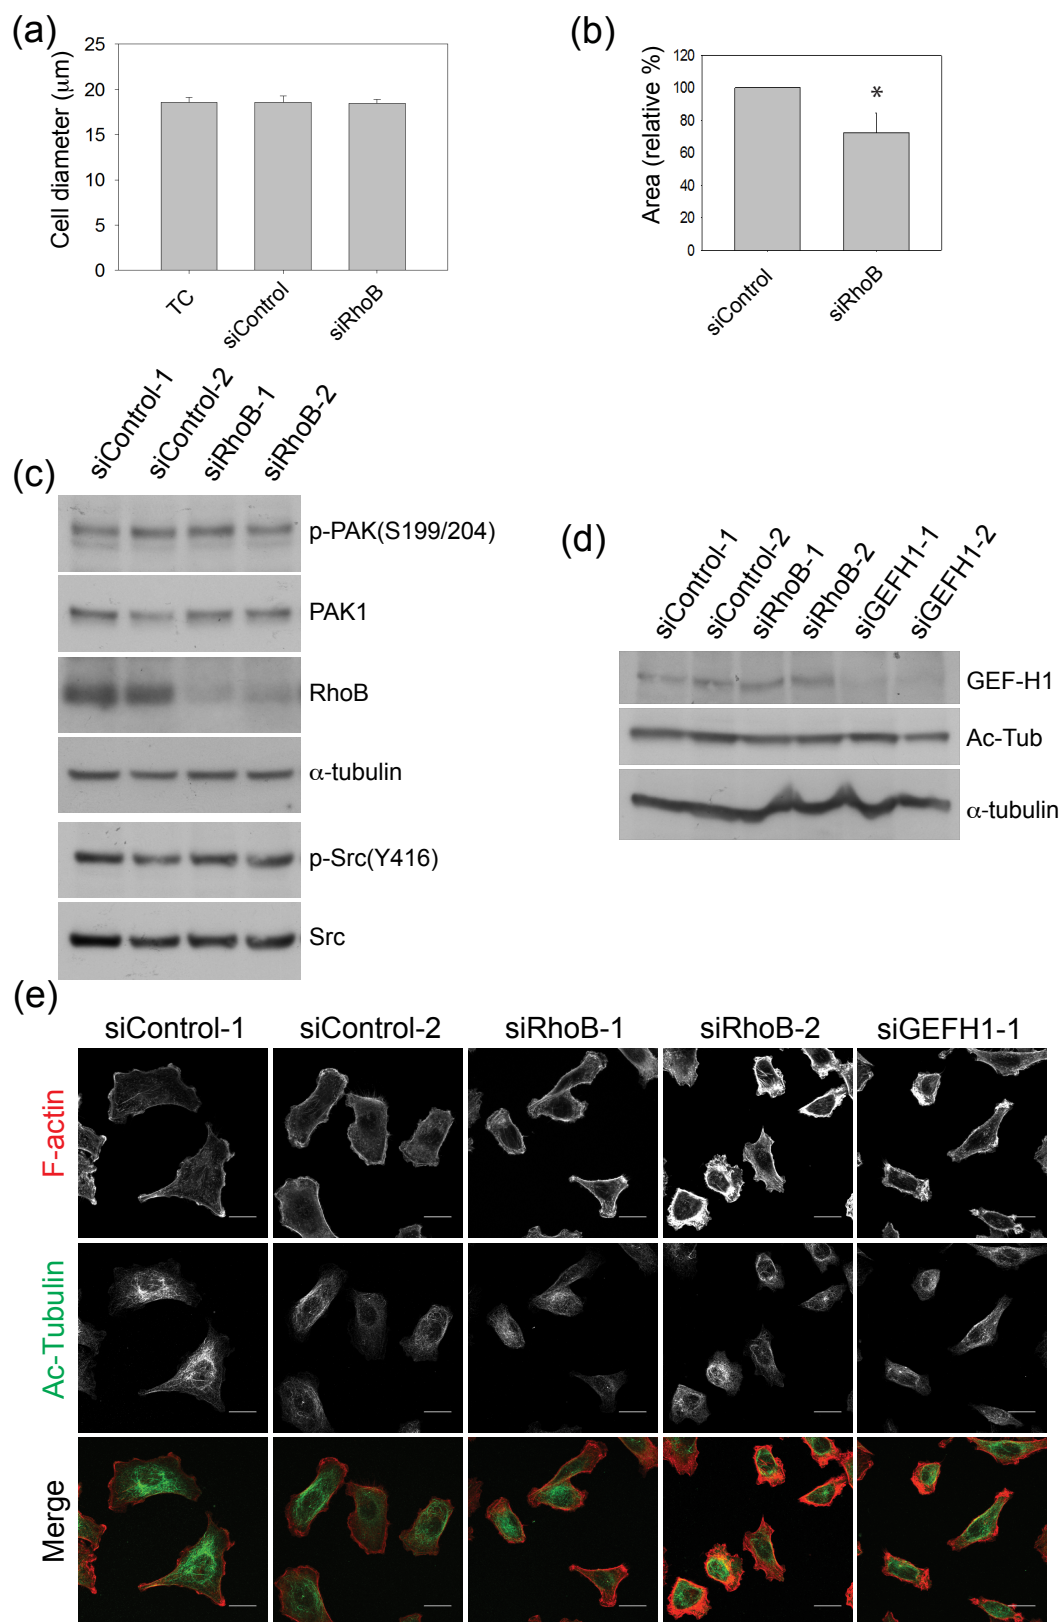 (a)
Cell diameter (µm)
25
20
15
10
5
0
TC
siControl
siRhoB
(b)
Area (relative %)
120
100
80
60
40
20
0
*
siControl
siRhoB
(c)
siControl-1
siControl-2
siRhoB-1
siRhoB-2
p-PAK(S199/204)
PAK1
RhoB
α-tubulin
p-Src(Y416)
Src
(d)
siControl-1
siControl-2
siRhoB-1
siRhoB-2
siGEFH1-1
siGEFH1-2
GEF-H1
Ac-Tub
α-tubulin
(e)
siControl-1 siControl-2 siRhoB-1 siRhoB-2 siGEFH1-1
F-actin
Ac-Tubulin
Merge